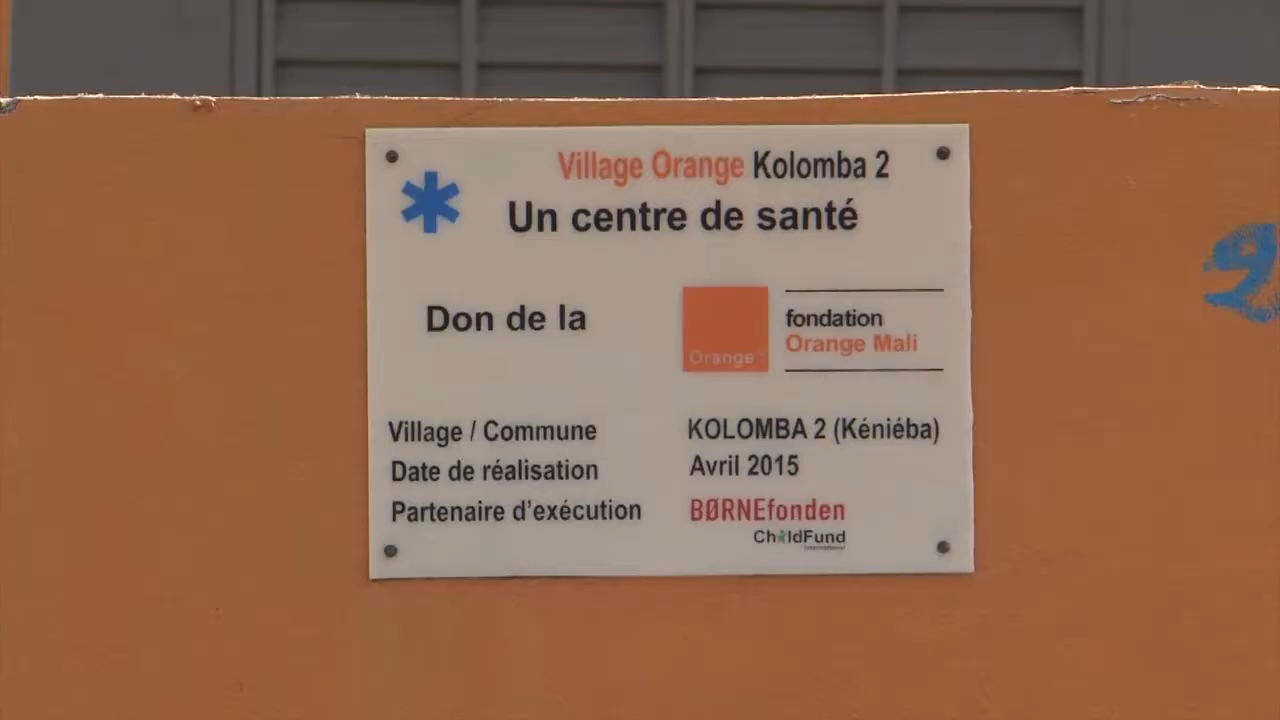 Village Orange Kolomba 2
Un centre de santé
Don de la
Orange
fondation
Orange Mali
Village / Commune KOLOMBA 2 (Kéniéba)
Date de réalisation Avril 2015
Partenaire d'exécution BØRNEfonden
ChildFund
International